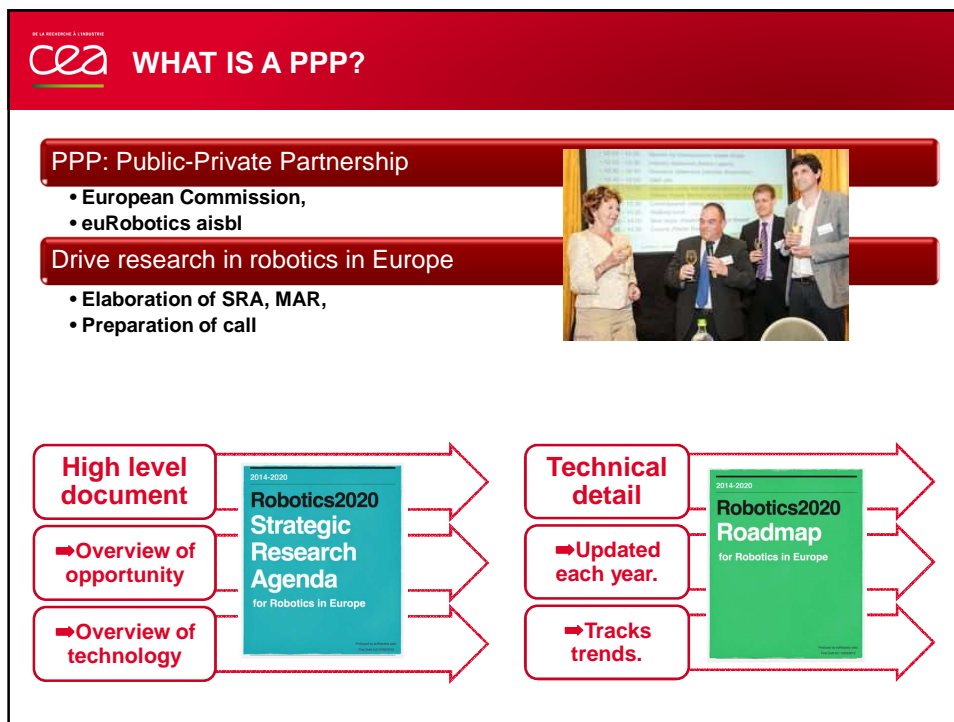 DE LA RECHERCHE À L'INDUSTRIE
cea
WHAT IS A PPP?
PPP: Public-Private Partnership
• European Commission,
• euRobotics aisbl
Drive research in robotics in Europe
• Elaboration of SRA, MAR,
• Preparation of call
High level
document
➡Overview of
opportunity
➡Overview of
technology
2014-2020
Robotics2020
Strategic
Research
Agenda
for Robotics in Europe
Technical
detail
➡Updated
each year.
➡Tracks
trends.
2014-2020
Robotics2020
Roadmap
for Robotics in Europe